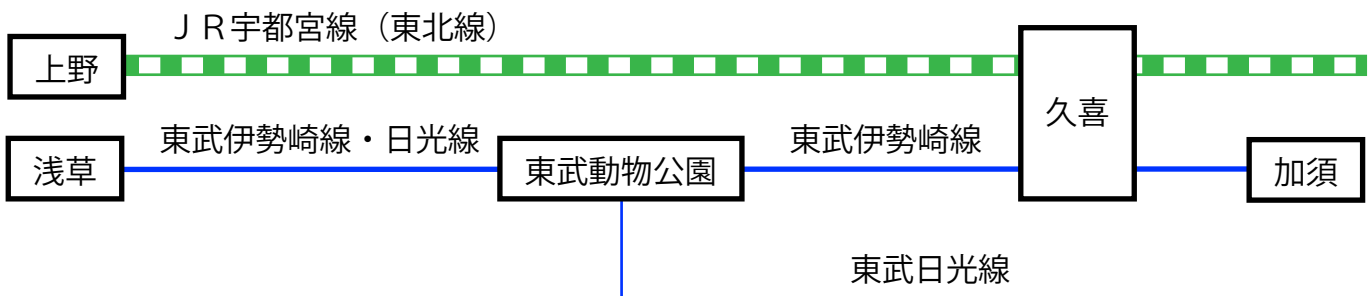 ＪＲ宇都宮線（東北線）
上野
久喜
東武伊勢崎線・日光線
東武伊勢崎線
浅草
東武動物公園
加須
東武日光線